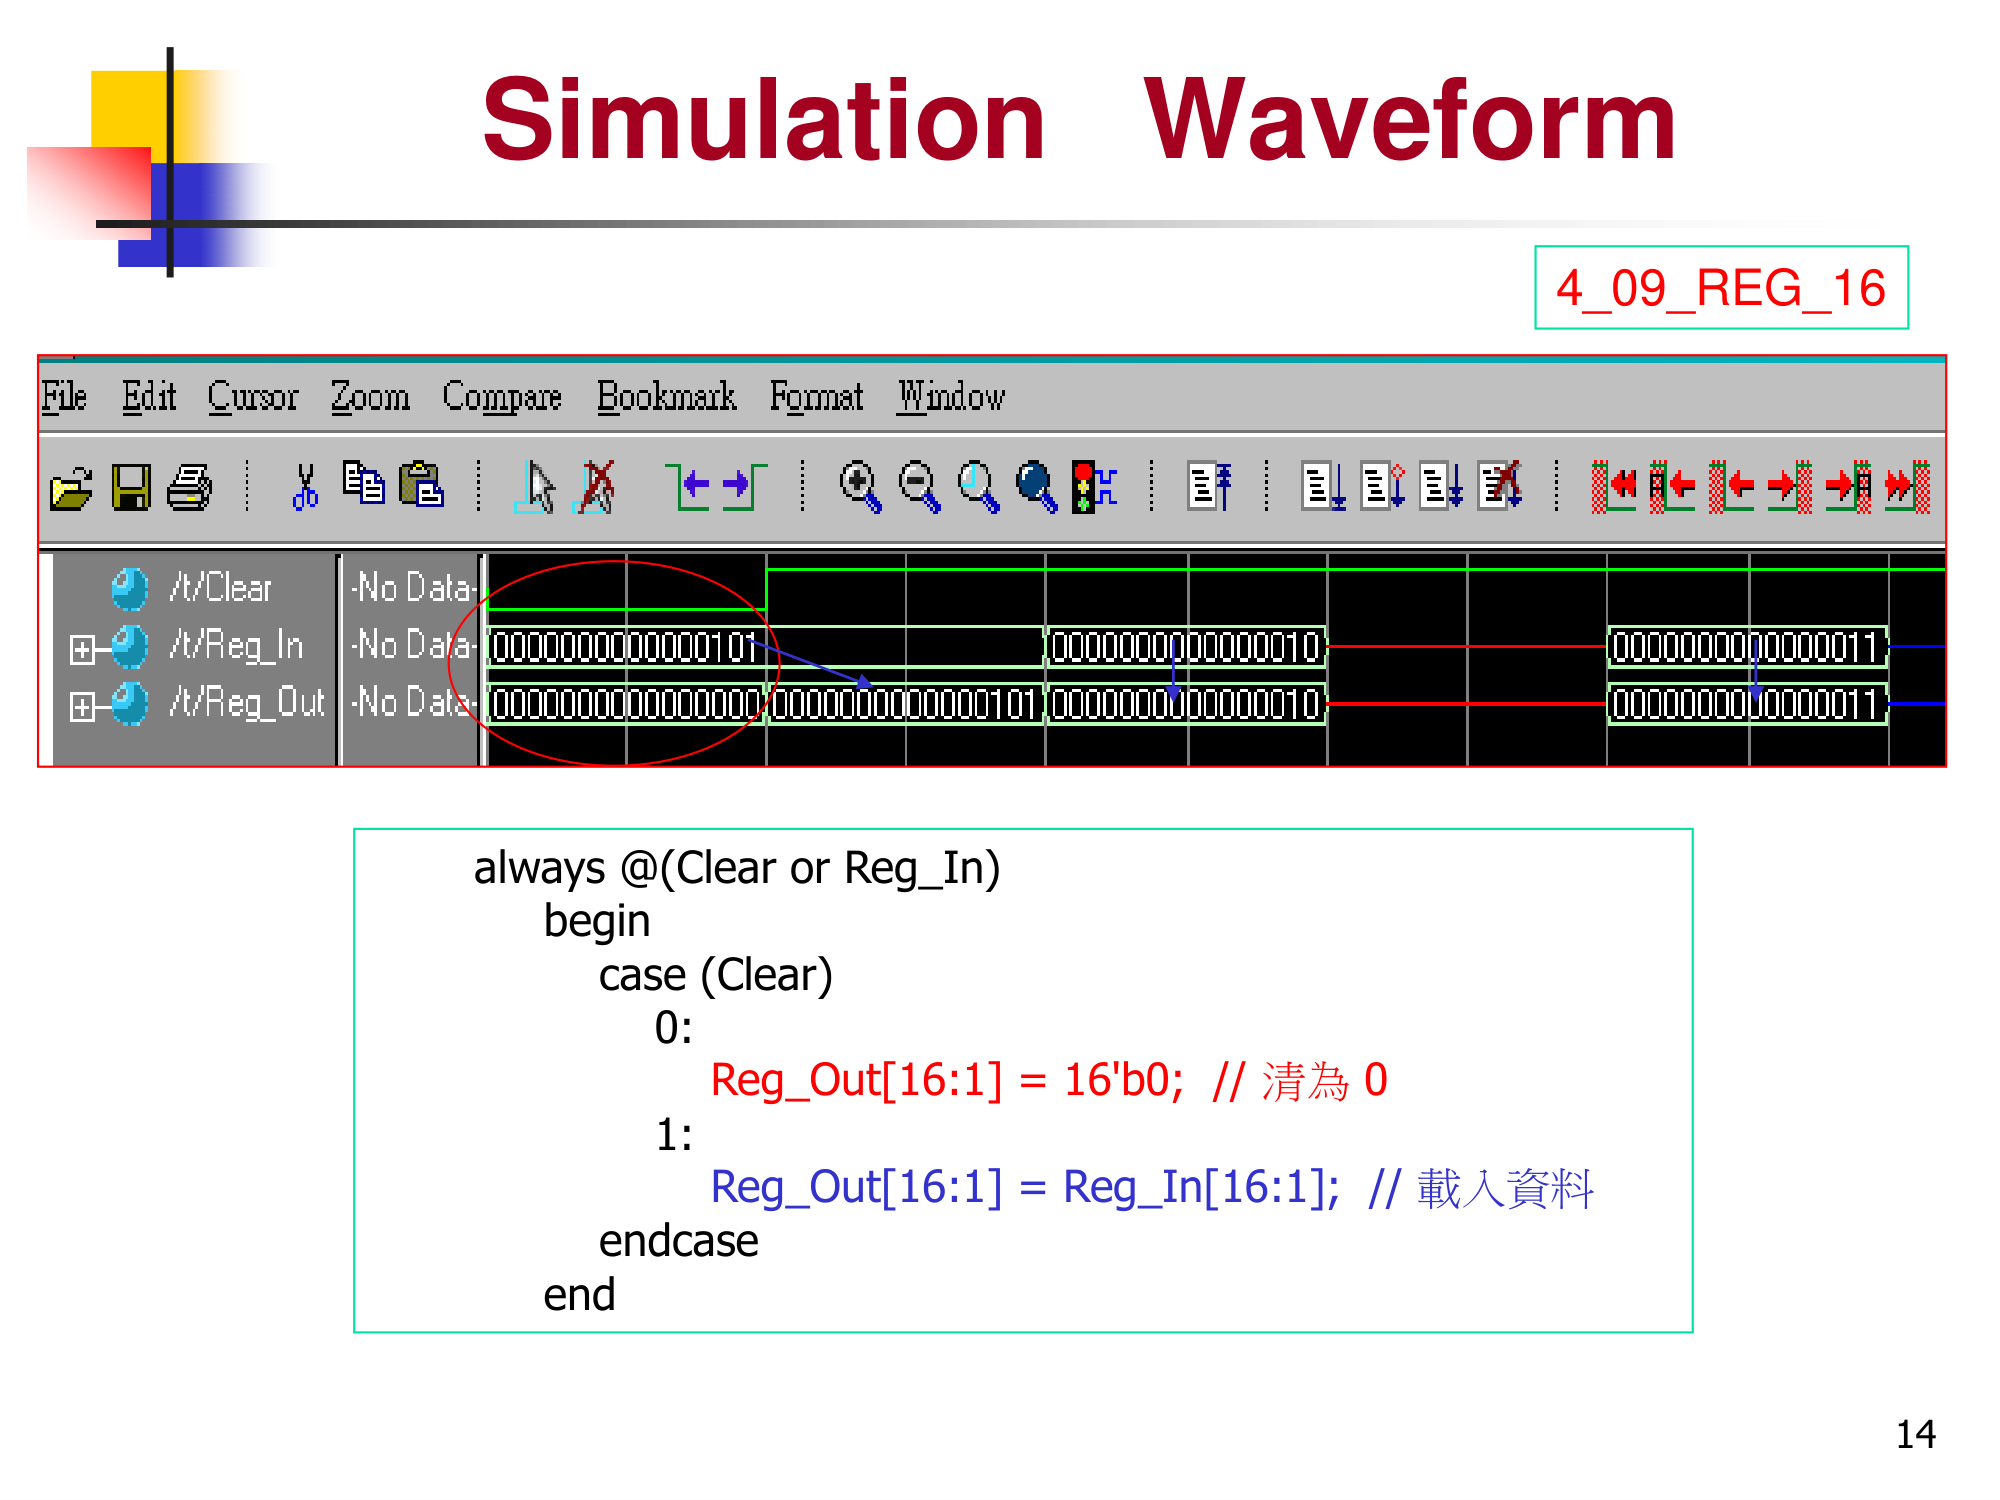 Simulation Waveform
4_09_REG_16
File Edit Cursor Zoom Compare Bookmark Format Window
/t/Clear -No Data-
/t/Reg_In -No Data- 0000000000000101 0000000000000010 0000000000000011
/t/Reg_Out -No Data- 0000000000000000 0000000000000101 0000000000000010 0000000000000011
always @(Clear or Reg_In)
begin
case (Clear)
0:
Reg_Out[16:1] = 16'b0; // 清為 0
1:
Reg_Out[16:1] = Reg_In[16:1]; // 載入資料
endcase
end
14